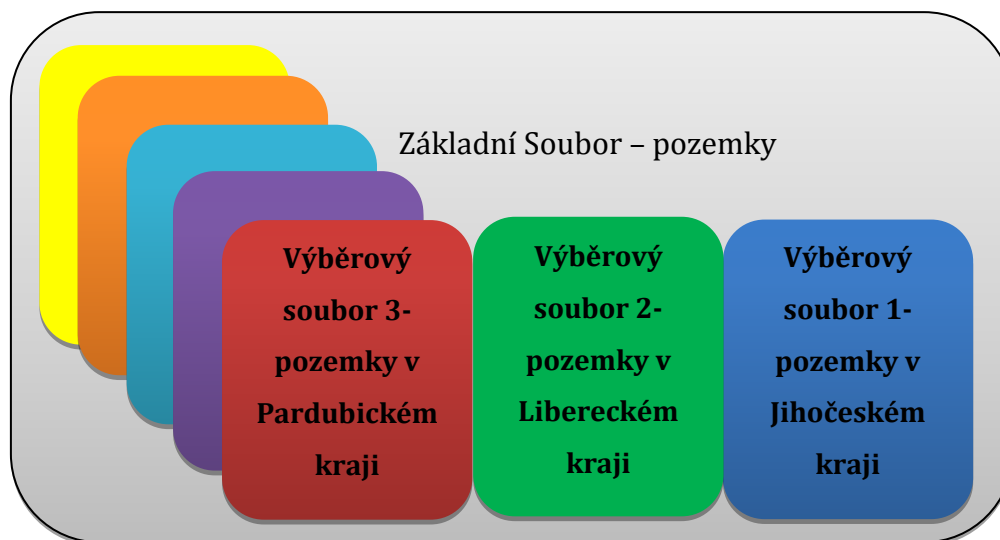 Základní Soubor – pozemky
Výběrový
soubor 3-
pozemky v
Pardubickém
kraji
Výběrový
soubor 2-
pozemky v
Libereckém
kraji
Výběrový
soubor 1-
pozemky v
Jihočeském
kraji